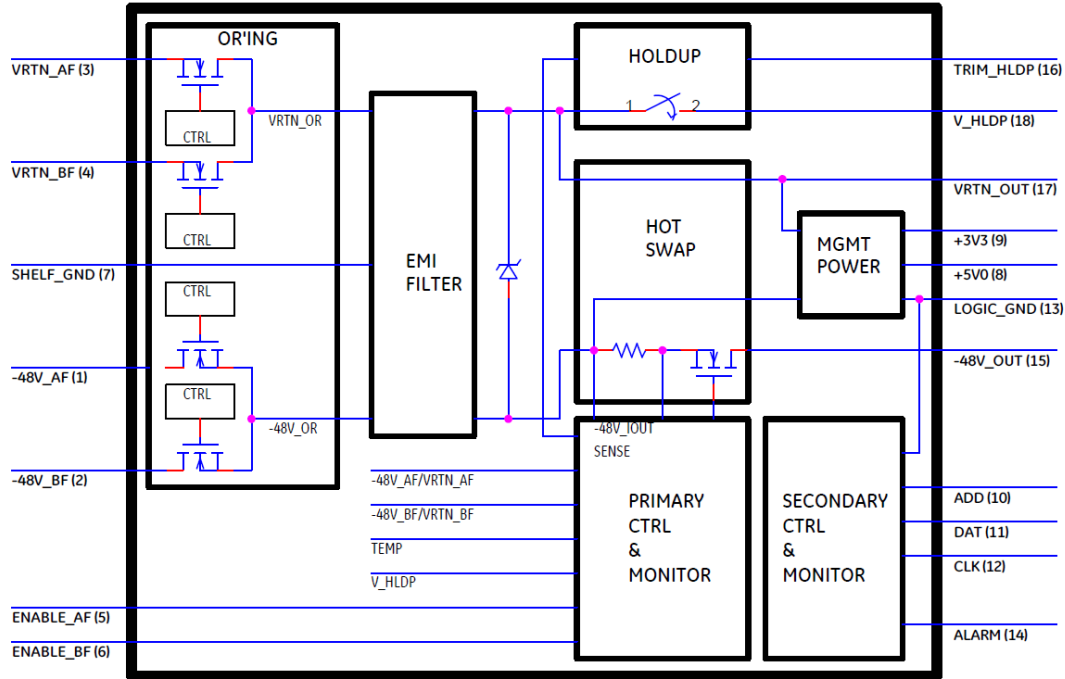 OR'ING
HOLDUP
VRTN_AF (3)
TRIM_HLDP (16)
1 2
CTRL
VRTN_OR
V_HLDP (18)
VRTN_BF (4)
VRTN_OUT (17)
HOT
SWAP
CTRL
MGMT
POWER
+3V3 (9)
EMI
FILTER
SHELF_GND (7)
+5V0 (8)
CTRL
LOGIC_GND (13)
-48V_OUT (15)
-48V_AF (1)
CTRL
-48V_OR
-48V_IOUT
SENSE
-48V_BF (2)
-48V_AF/VRTN_AF
PRIMARY
CTRL
&
MONITOR
SECONDARY
CTRL
&
MONITOR
ADD (10)
-48V_BF/VRTN_BF
DAT (11)
TEMP
CLK (12)
V_HLDP
ENABLE_AF (5)
ALARM (14)
ENABLE_BF (6)